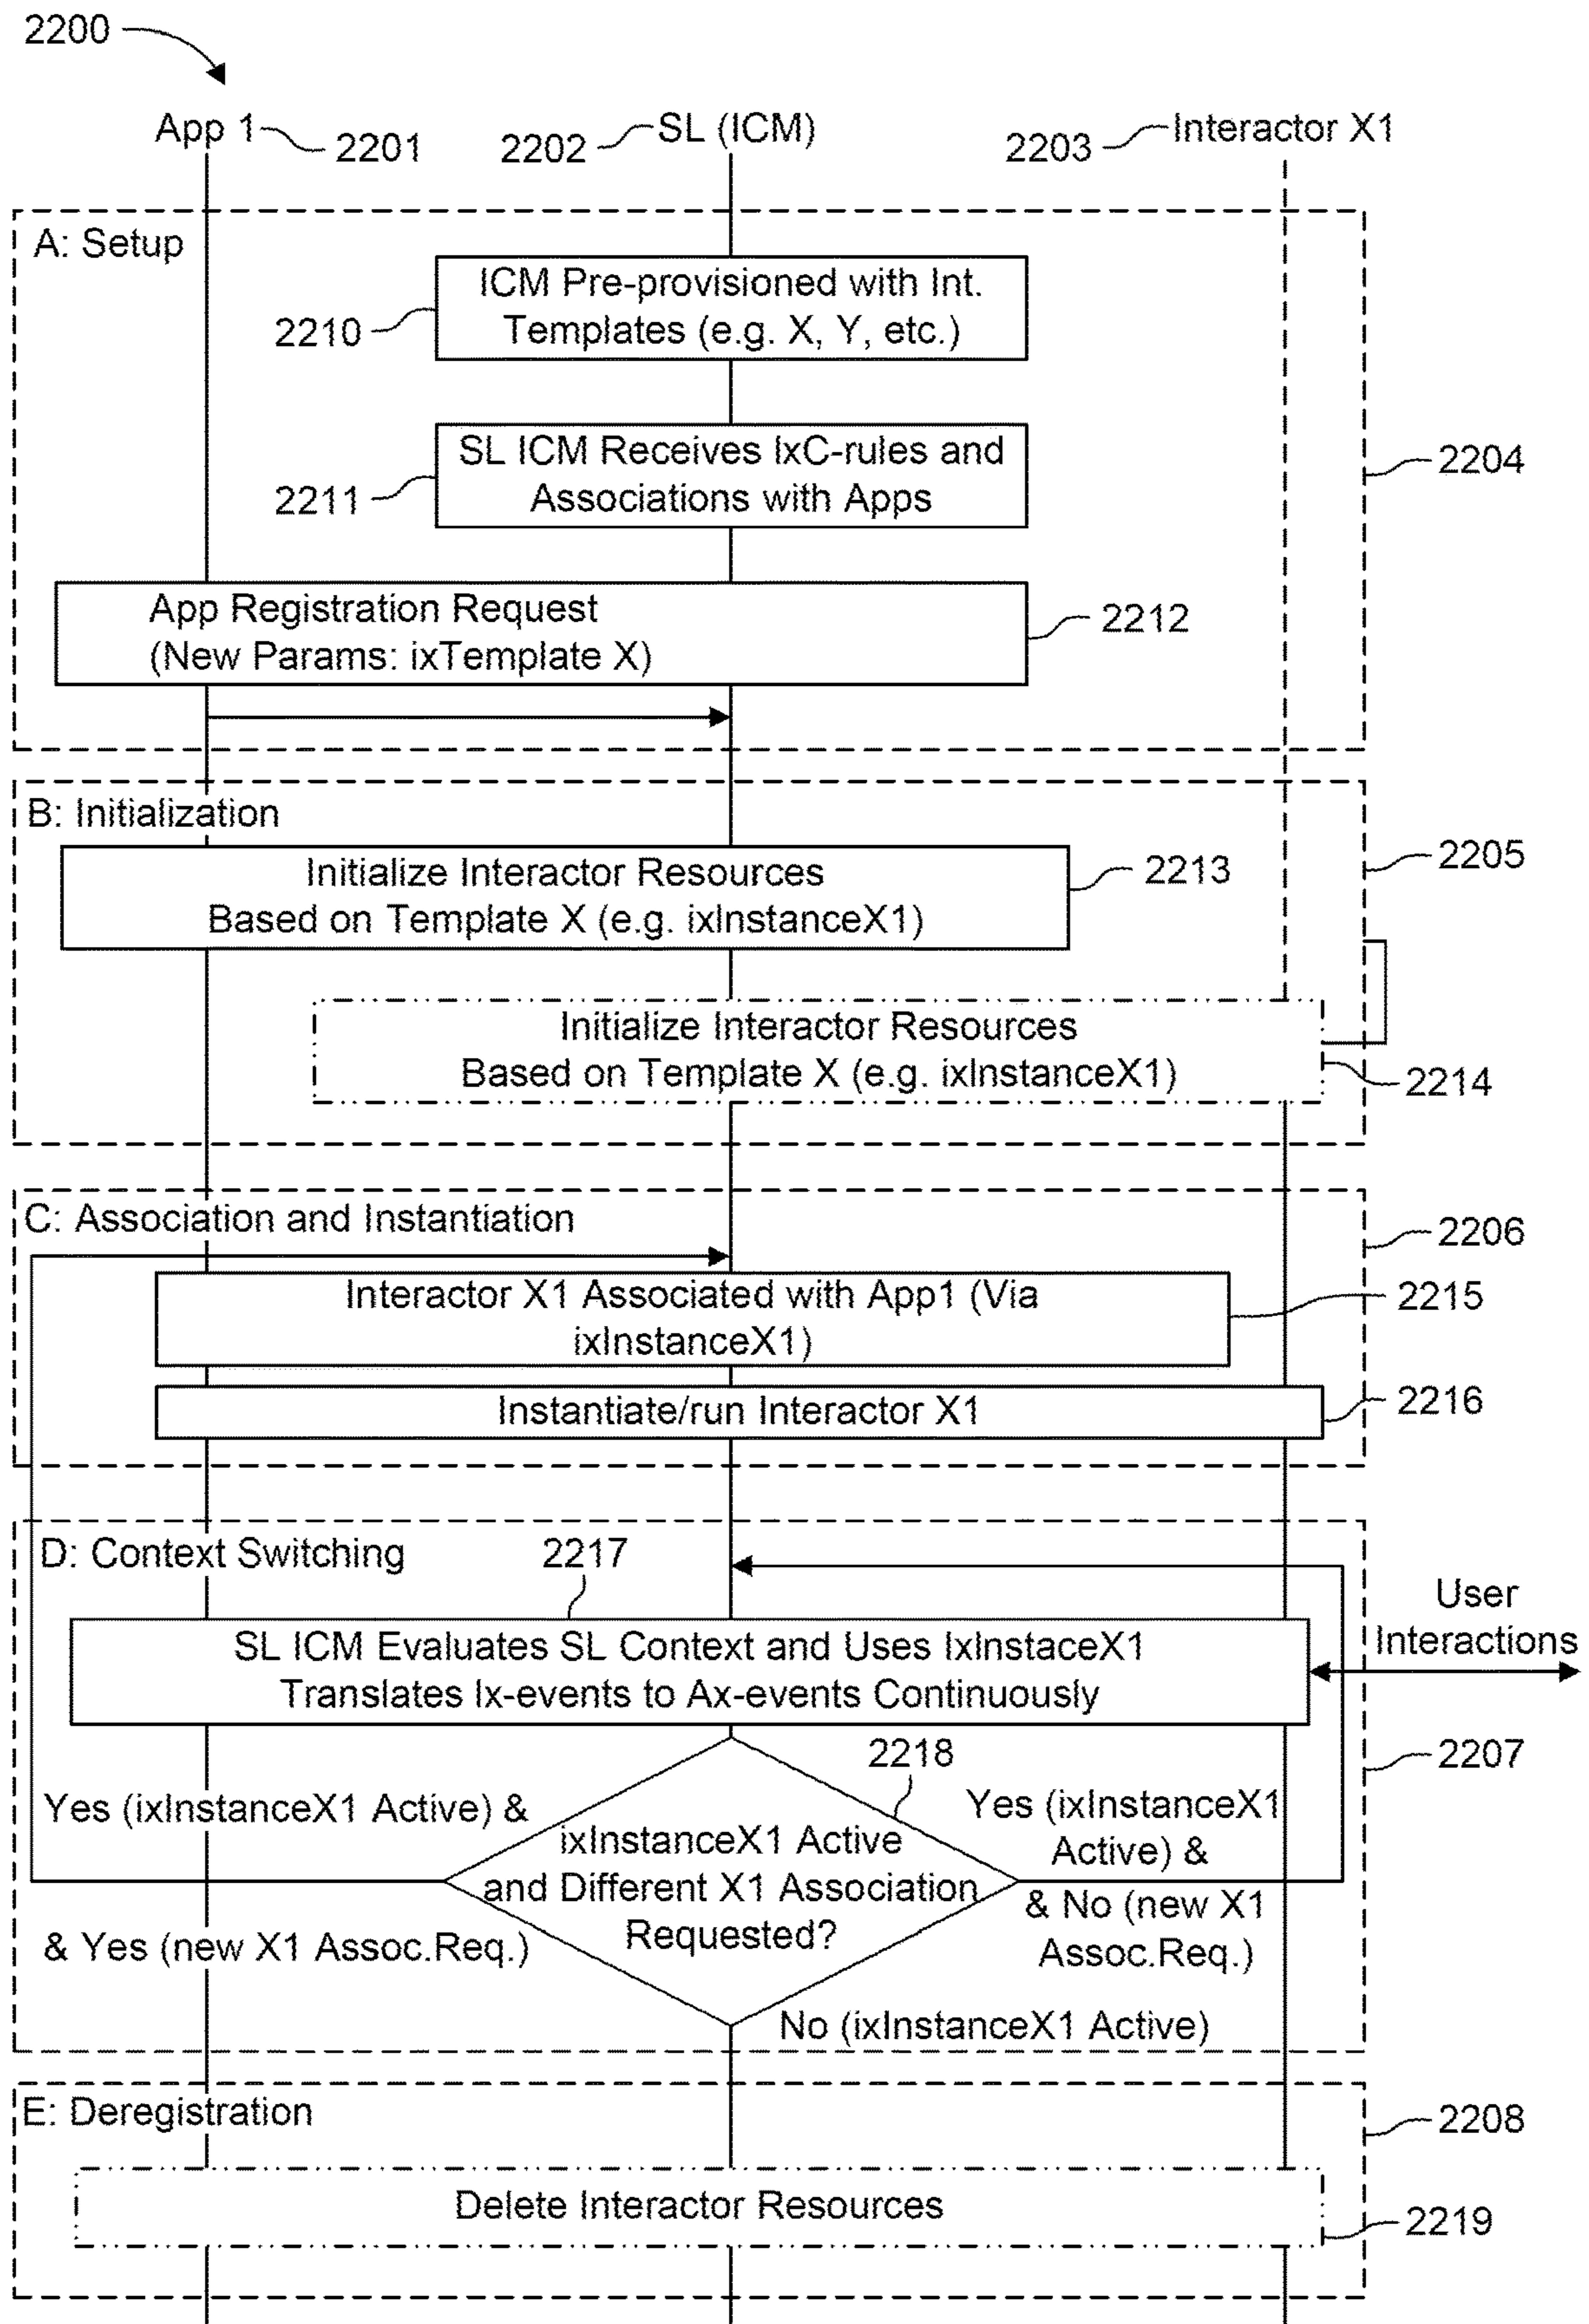 2200
App 1
2201
2202
SL (ICM)
2203
Interactor X1
A: Setup
ICM Pre-provisioned with Int.
Templates (e.g. X, Y, etc.)
2210
SL ICM Receives IxC-rules and
Associations with Apps
2211
2204
App Registration Request
(New Params: ixTemplate X)
2212
B: Initialization
2205
Initialize Interactor Resources
Based on Template X (e.g. ixInstanceX1)
2213
Initialize Interactor Resources
Based on Template X (e.g. ixInstanceX1)
2214
C: Association and Instantiation
2206
Interactor X1 Associated with App1 (Via
ixInstanceX1)
2215
Instantiate/run Interactor X1
2216
D: Context Switching
2217
User
Interactions
SL ICM Evaluates SL Context and Uses IxInstaceX1
Translates Ix-events to Ax-events Continuously
2218
2207
Yes (ixInstanceX1 Active) &
& Yes (new X1 Assoc.Req.)
ixInstanceX1 Active
and Different X1 Association
Requested?
Yes (ixInstanceX1
Active) &
& No (new X1
Assoc.Req.)
No (ixInstanceX1 Active)
E: Deregistration
2208
Delete Interactor Resources
2219